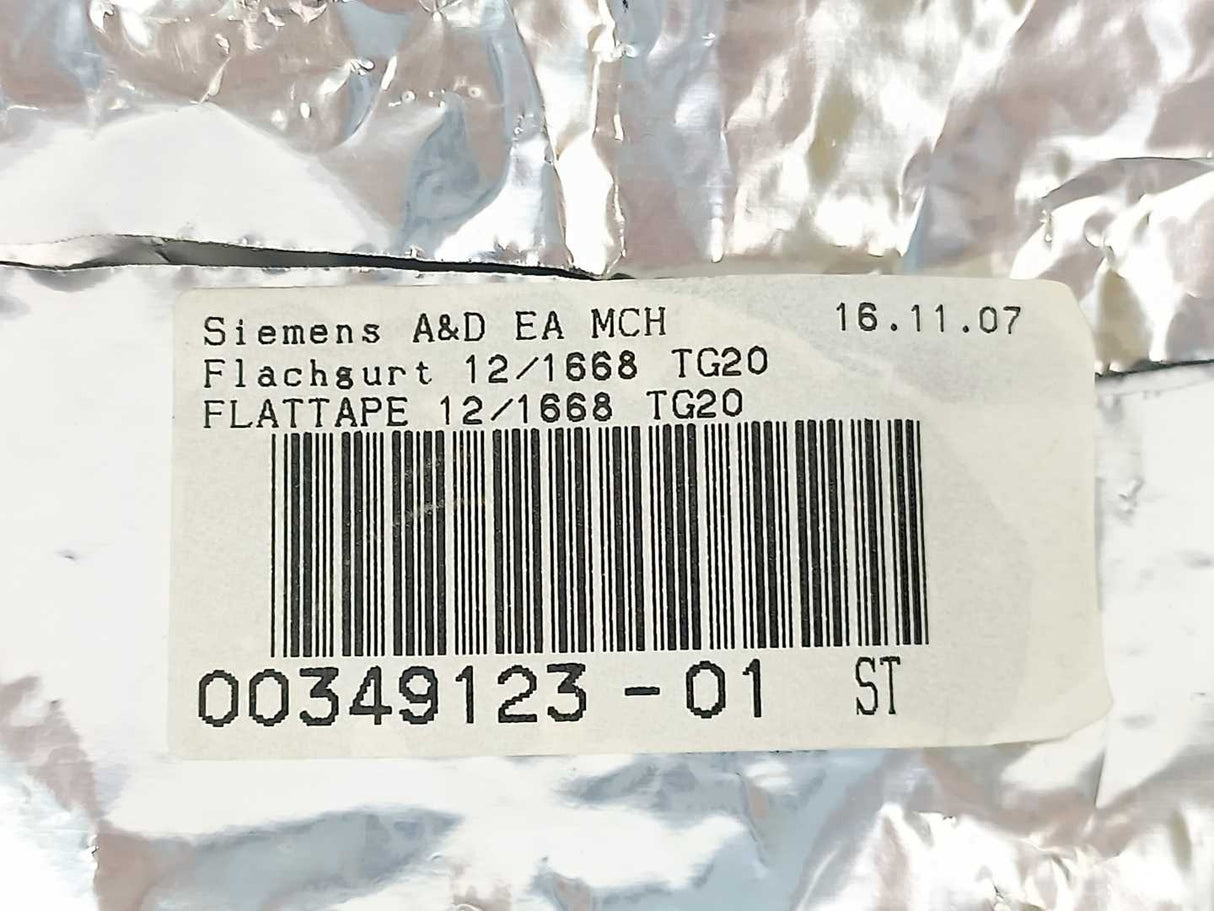 Siemens A&D EA MCH 16.11.07
Flachgurt 12/1668 TG20
FLATTAPE 12/1668 TG20
00349123-01 ST